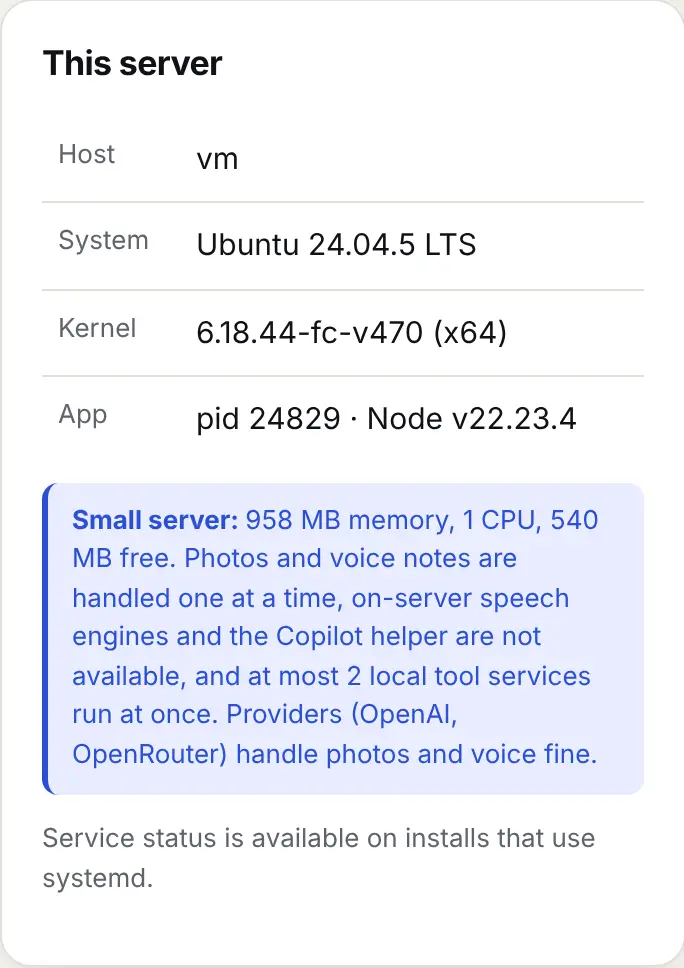 This server
Host vm
System Ubuntu 24.04.5 LTS
Kernel 6.18.44-fc-v470 (x64)
App pid 24829 · Node v22.23.4
Small server: 958 MB memory, 1 CPU, 540
MB free. Photos and voice notes are
handled one at a time, on-server speech
engines and the Copilot helper are not
available, and at most 2 local tool services
run at once. Providers (OpenAI,
OpenRouter) handle photos and voice fine.
Service status is available on installs that use
systemd.